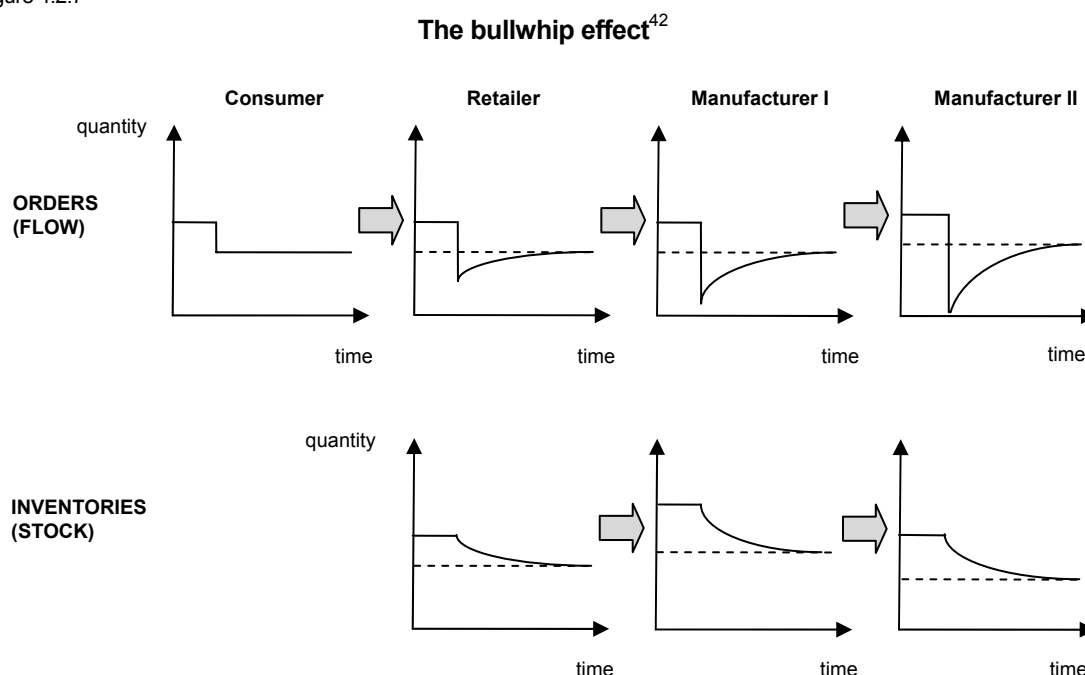 The bullwhip effect42
Consumer Retailer Manufacturer I Manufacturer II
quantity
ORDERS
(FLOW)
time time time time
quantity
INVENTORIES
(STOCK)
time time time